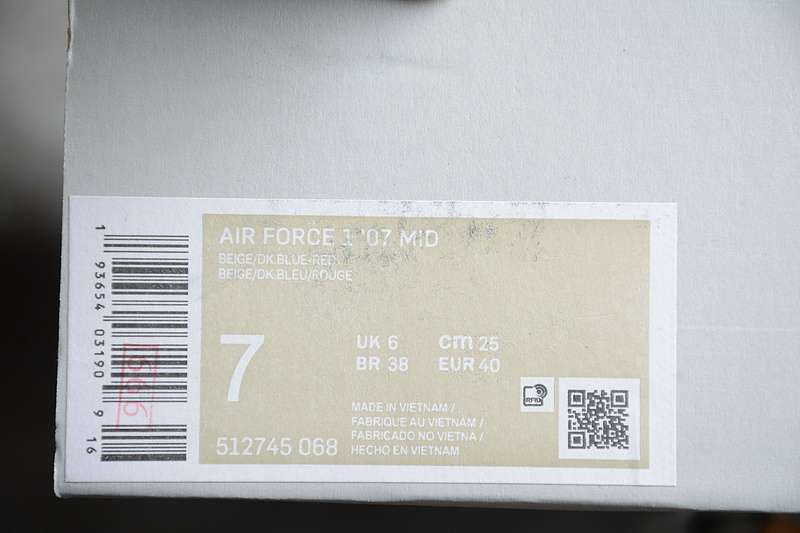 AIR FORCE 1 '07 MID
BEIGE/DK.BLUE-RED
BEIGE/DK.BLEU/ROUGE
7
UK 6 cm 25
BR 38 EUR 40
MADE IN VIETNAM /
FABRIQUE AU VIETNAM /
FABRICADO NO VIETNA /
HECHO EN VIETNAM
512745 068
RFID
1 93654 03190 9 16